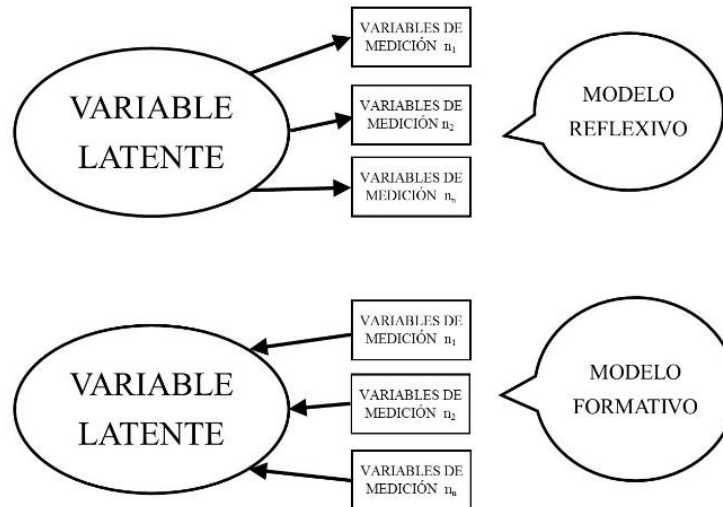 VARIABLES DE
MEDICIÓN n₁
VARIABLE
LATENTE
VARIABLES DE
MEDICIÓN n₂
VARIABLES DE
MEDICIÓN nₙ
MODELO
REFLEXIVO
VARIABLES DE
MEDICIÓN n₁
VARIABLE
LATENTE
VARIABLES DE
MEDICIÓN n₂
VARIABLES DE
MEDICIÓN nₙ
MODELO
FORMATIVO